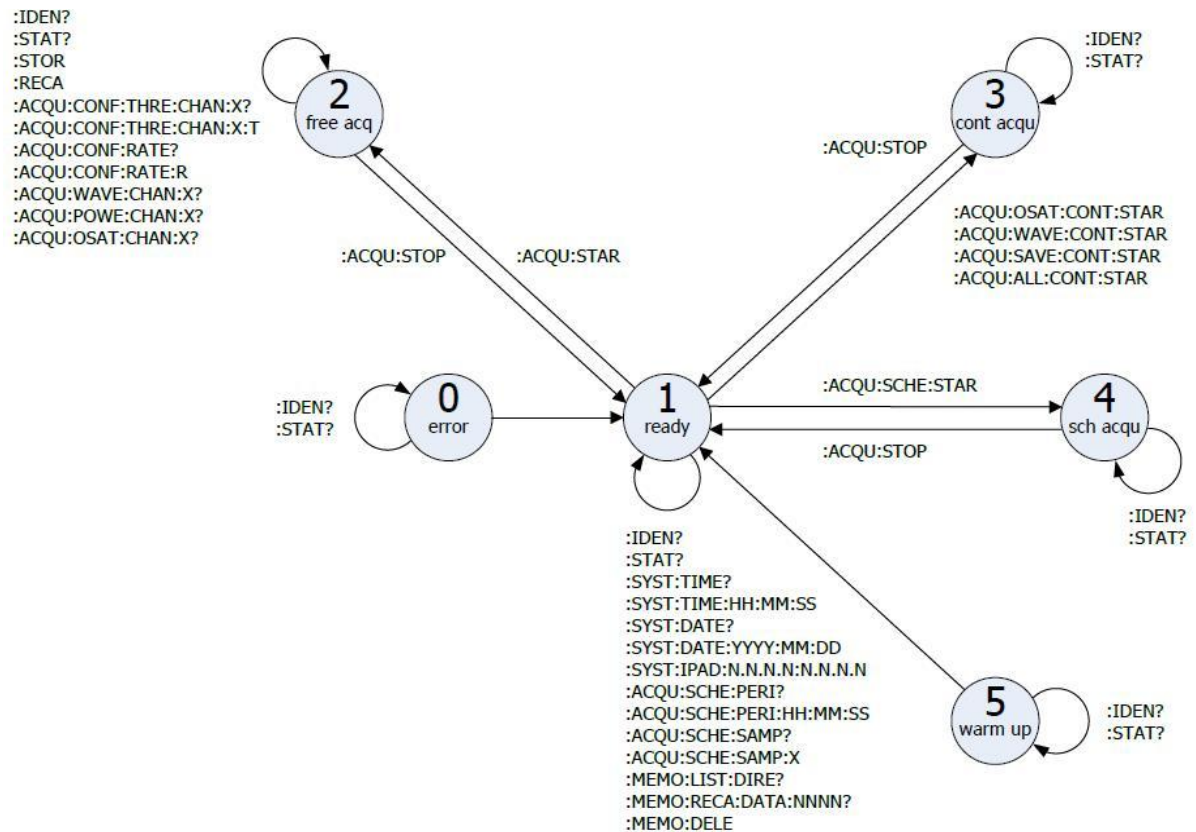 :IDEN?
:STAT?
:STOR
:RECA
:ACQU:CONF:THRE:CHAN:X?
:ACQU:CONF:THRE:CHAN:X:T
:ACQU:CONF:RATE?
:ACQU:CONF:RATE:R
:ACQU:WAVE:CHAN:X?
:ACQU:POWE:CHAN:X?
:ACQU:OSAT:CHAN:X?
2
free acq
:ACQU:STOP
:ACQU:STAR
3
cont acqu
:IDEN?
:STAT?
:ACQU:STOP
:ACQU:OSAT:CONT:STAR
:ACQU:WAVE:CONT:STAR
:ACQU:SAVE:CONT:STAR
:ACQU:ALL:CONT:STAR
:IDEN?
:STAT?
0
error
1
ready
:ACQU:SCHE:STAR
:ACQU:STOP
4
sch acqu
:IDEN?
:STAT?
:IDEN?
:STAT?
:SYST:TIME?
:SYST:TIME:HH:MM:SS
:SYST:DATE?
:SYST:DATE:YYYY:MM:DD
:SYST:IPAD:N.N.N.N:N.N.N.N
:ACQU:SCHE:PERI?
:ACQU:SCHE:PERI:HH:MM:SS
:ACQU:SCHE:SAMP?
:ACQU:SCHE:SAMP:X
:MEMO:LIST:DIRE?
:MEMO:RECA:DATA:NNNN?
:MEMO:DELE
5
warm up
:IDEN?
:STAT?